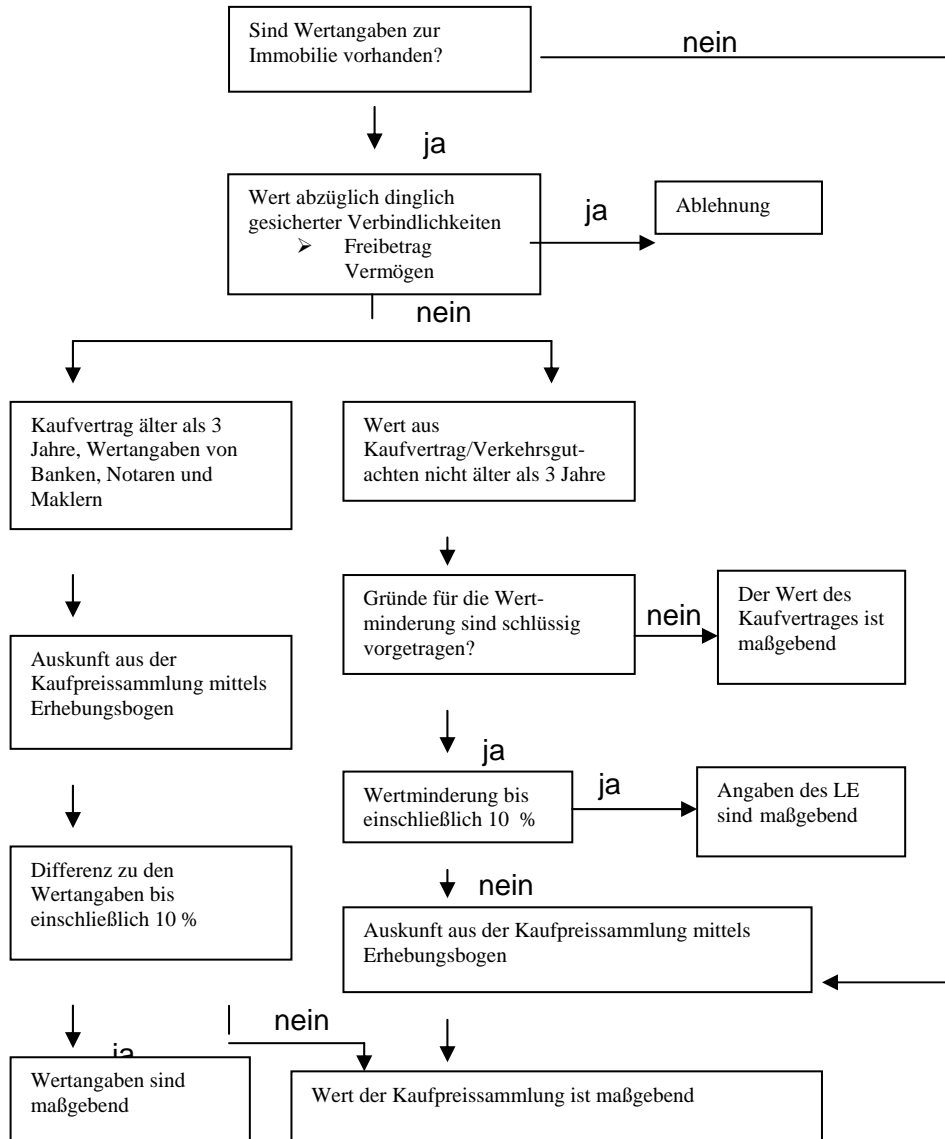 Sind Wertangaben zur
Immobilie vorhanden?
nein
ja
Wert abzüglich dinglich
gesicherter Verbindlichkeiten
➢ Freibetrag
Vermögen
ja
Ablehnung
nein
Kaufvertrag älter als 3
Jahre, Wertangaben von
Banken, Notaren und
Maklern
Wert aus
Kaufvertrag/Verkehrsgut-
achten nicht älter als 3 Jahre
Gründe für die Wert-
minderung sind schlüssig
vorgetragen?
nein
Der Wert des
Kaufvertrages ist
maßgebend
Auskunft aus der
Kaufpreissammlung mittels
Erhebungsbogen
ja
Wertminderung bis
einschließlich 10 %
ja
Angaben des LE
sind maßgebend
Differenz zu den
Wertangaben bis
einschließlich 10 %
nein
Auskunft aus der Kaufpreissammlung mittels
Erhebungsbogen
nein
ja
Wertangaben sind
maßgebend
Wert der Kaufpreissammlung ist maßgebend